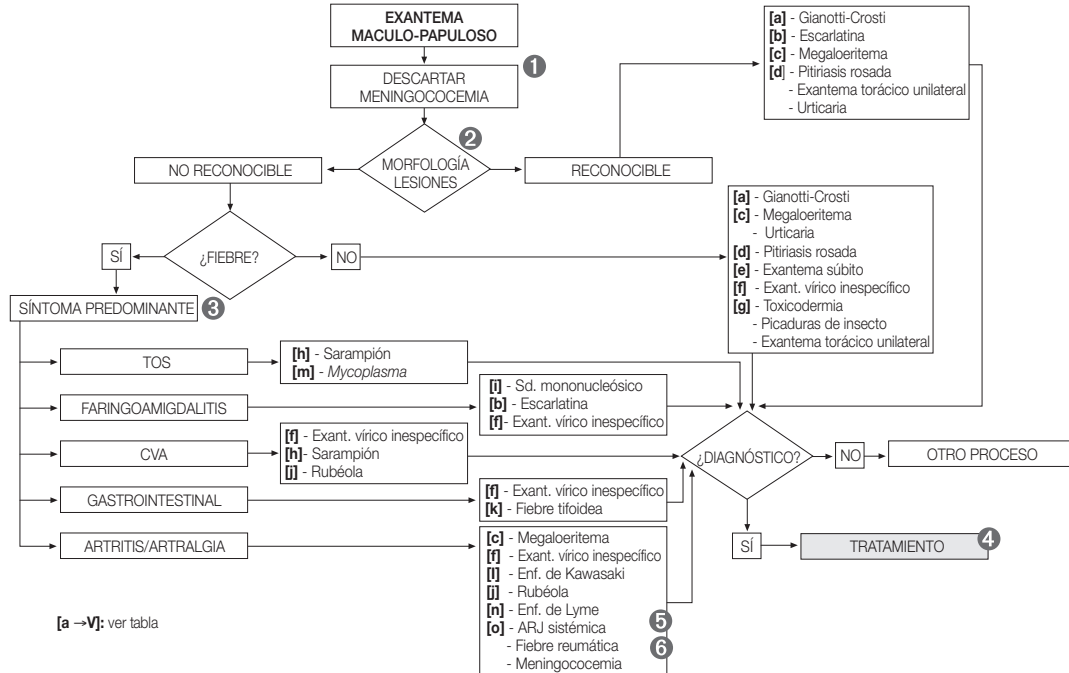 EXANTEMA
MACULO-PAPULOSO
1
DESCARTAR
MENINGOCOCEMIA
2
MORFOLOGÍA
LESIONES
NO RECONOCIBLE
RECONOCIBLE
[a] - Gianotti-Crosti
[b] - Escarlatina
[c] - Megaloeritema
[d] - Pitiriasis rosada
- Exantema torácico unilateral
- Urticaria
¿FIEBRE?
SÍ
NO
[a] - Gianotti-Crosti
[c] - Megaloeritema
- Urticaria
[d] - Pitiriasis rosada
[e] - Exantema súbito
[f] - Exant. vírico inespecífico
[g] - Toxicodermia
- Picaduras de insecto
- Exantema torácico unilateral
SÍNTOMA PREDOMINANTE
3
TOS
[h] - Sarampión
[m] - Mycoplasma
FARINGOAMIGDALITIS
[i] - Sd. mononucleósico
[b] - Escarlatina
[f]- Exant. vírico inespecífico
CVA
[f] - Exant. vírico inespecífico
[h]- Sarampión
[j] - Rubéola
GASTROINTESTINAL
[f] - Exant. vírico inespecífico
[k] - Fiebre tifoidea
ARTRITIS/ARTRALGIA
[c] - Megaloeritema
[f] - Exant. vírico inespecífico
[l] - Enf. de Kawasaki
[j] - Rubéola
[n] - Enf. de Lyme
[o] - ARJ sistémica
- Fiebre reumática
- Meningococemia
5
6
¿DIAGNÓSTICO?
NO
OTRO PROCESO
SÍ
TRATAMIENTO
4
[a →V]: ver tabla